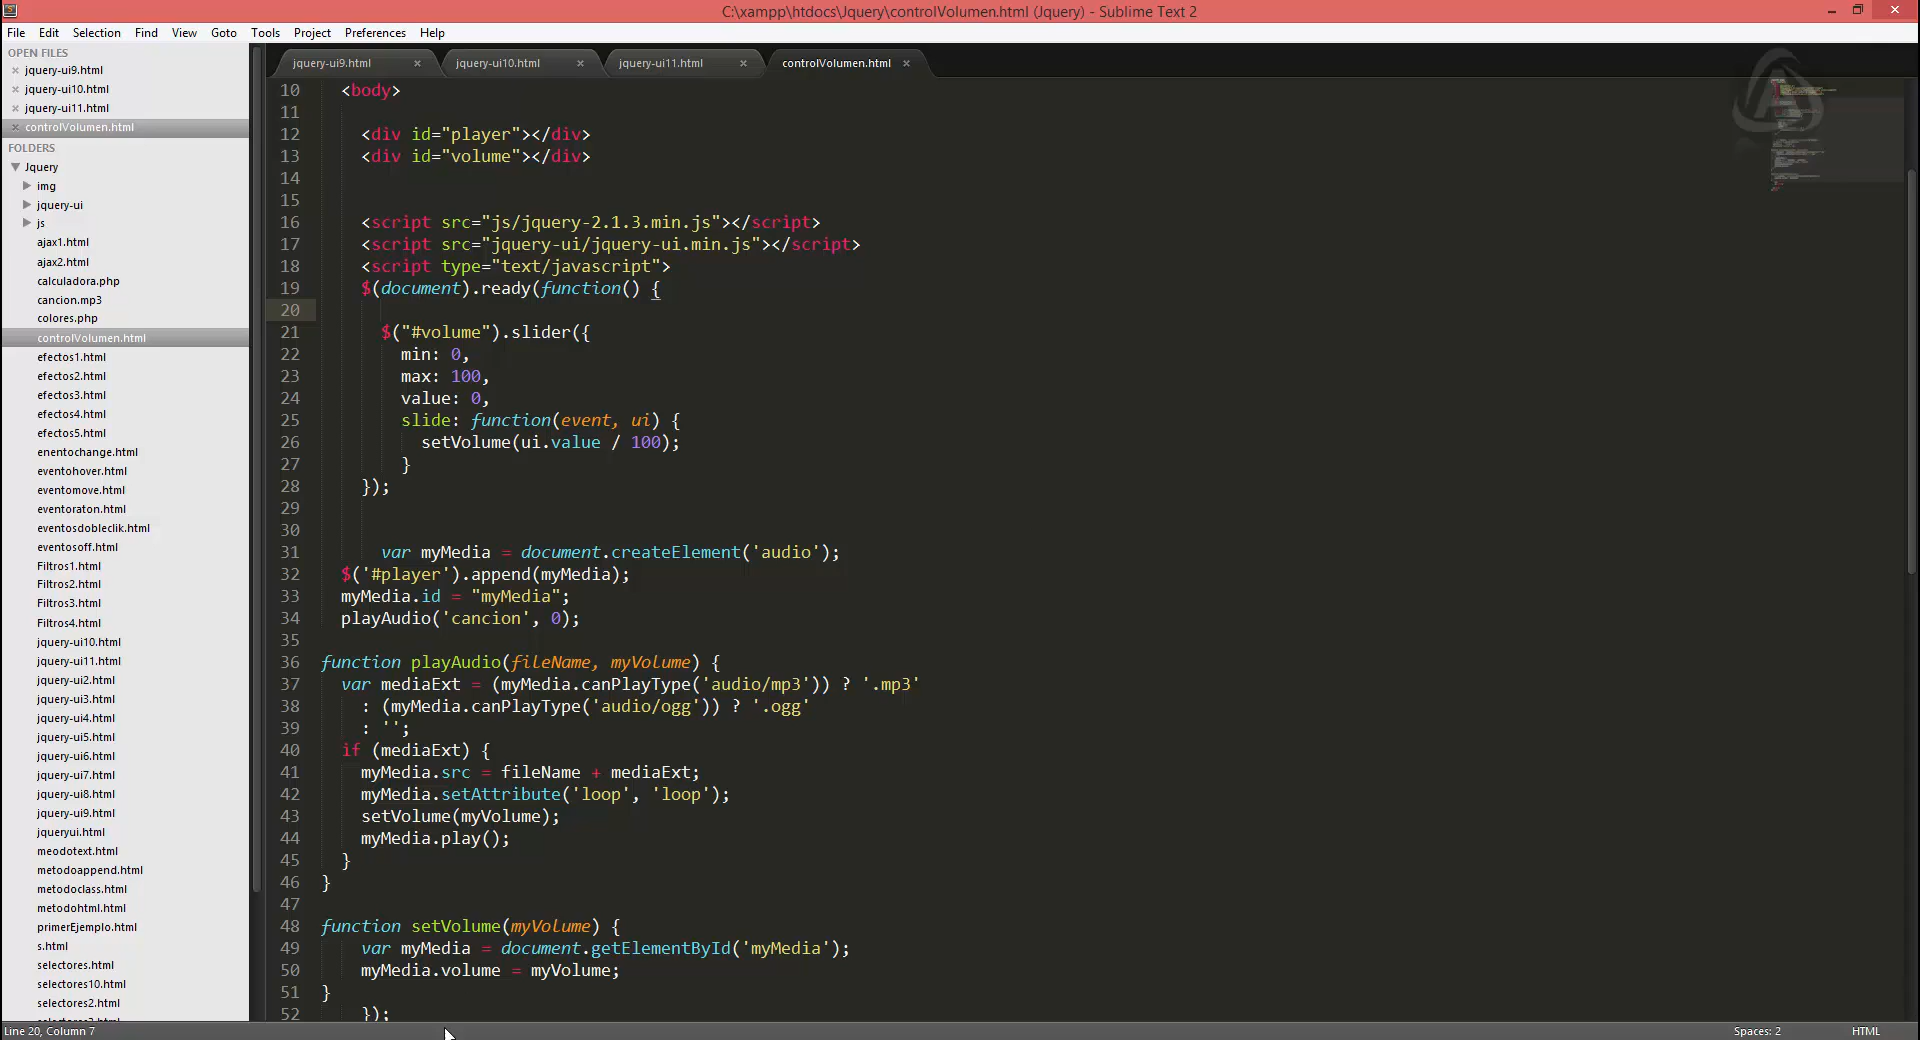 C:\xampp\htdocs\Jquery\controlVolumen.html (Jquery) - Sublime Text 2
File Edit Selection Find View Goto Tools Project Preferences Help
OPEN FILES
jquery-ui9.html
jquery-ui10.html
jquery-ui11.html
controlVolumen.html
FOLDERS
Jquery
img
jquery-ui
js
ajax1.html
ajax2.html
calculadora.php
cancion.mp3
colores.php
controlVolumen.html
efectos1.html
efectos2.html
efectos3.html
efectos4.html
efectos5.html
enentochange.html
eventohover.html
eventomove.html
eventoraton.html
eventosdobleclik.html
eventosoff.html
Filtros1.html
Filtros2.html
Filtros3.html
Filtros4.html
jquery-ui10.html
jquery-ui11.html
jquery-ui2.html
jquery-ui3.html
jquery-ui4.html
jquery-ui5.html
jquery-ui6.html
jquery-ui7.html
jquery-ui8.html
jquery-ui9.html
jqueryui.html
meodotext.html
metodoappend.html
metodoclass.html
metodohtml.html
primerEjemplo.html
s.html
selectores.html
selectores10.html
selectores2.html
jquery-ui9.html jquery-ui10.html jquery-ui11.html controlVolumen.html
10 <body>
11
12 <div id="player"></div>
13 <div id="volume"></div>
14
15
16 <script src="js/jquery-2.1.3.min.js"></script>
17 <script src="jquery-ui/jquery-ui.min.js"></script>
18 <script type="text/javascript">
19 $(document).ready(function() {
20
21 $("#volume").slider({
22 min: 0,
23 max: 100,
24 value: 0,
25 slide: function(event, ui) {
26 setVolume(ui.value / 100);
27 }
28 });
29
30
31 var myMedia = document.createElement('audio');
32 $('#player').append(myMedia);
33 myMedia.id = "myMedia";
34 playAudio('cancion', 0);
35
36 function playAudio(fileName, myVolume) {
37 var mediaExt = (myMedia.canPlayType('audio/mp3')) ? '.mp3'
38 : (myMedia.canPlayType('audio/ogg')) ? '.ogg'
39 : '';
40 if (mediaExt) {
41 myMedia.src = fileName + mediaExt;
42 myMedia.setAttribute('loop', 'loop');
43 setVolume(myVolume);
44 myMedia.play();
45 }
46 }
47
48 function setVolume(myVolume) {
49 var myMedia = document.getElementById('myMedia');
50 myMedia.volume = myVolume;
51 }
52 });
Line 20, Column 7
Spaces: 2
HTML